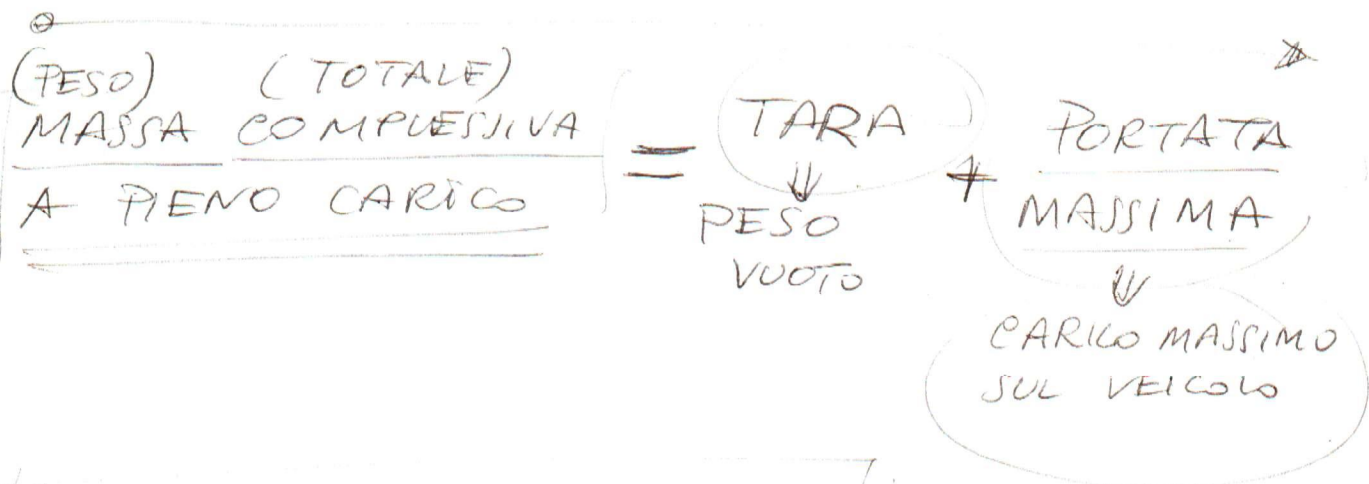 (PESO) (TOTALE)
MASSA COMPLESSIVA
A PIENO CARICO
=
TARA
⇓
PESO
VUOTO
+
PORTATA
MASSIMA
⇓
CARICO MASSIMO
SUL VEICOLO